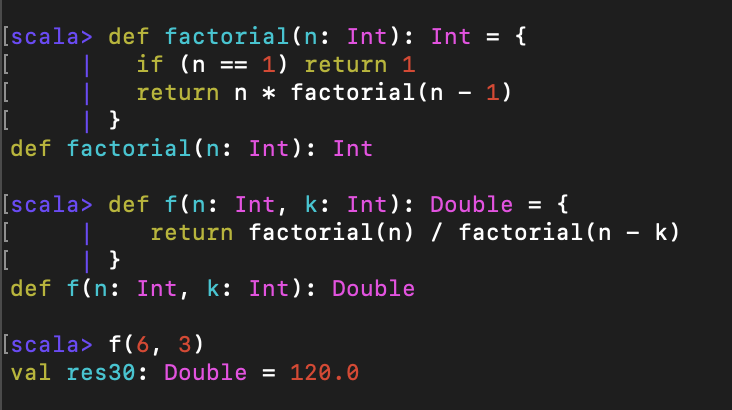 [scala> def factorial(n: Int): Int = {
[     |   if (n == 1) return 1
[     |   return n * factorial(n - 1)
[     | }
def factorial(n: Int): Int
[scala> def f(n: Int, k: Int): Double = {
[     |    return factorial(n) / factorial(n - k)
[     | }
def f(n: Int, k: Int): Double
[scala> f(6, 3)
val res30: Double = 120.0